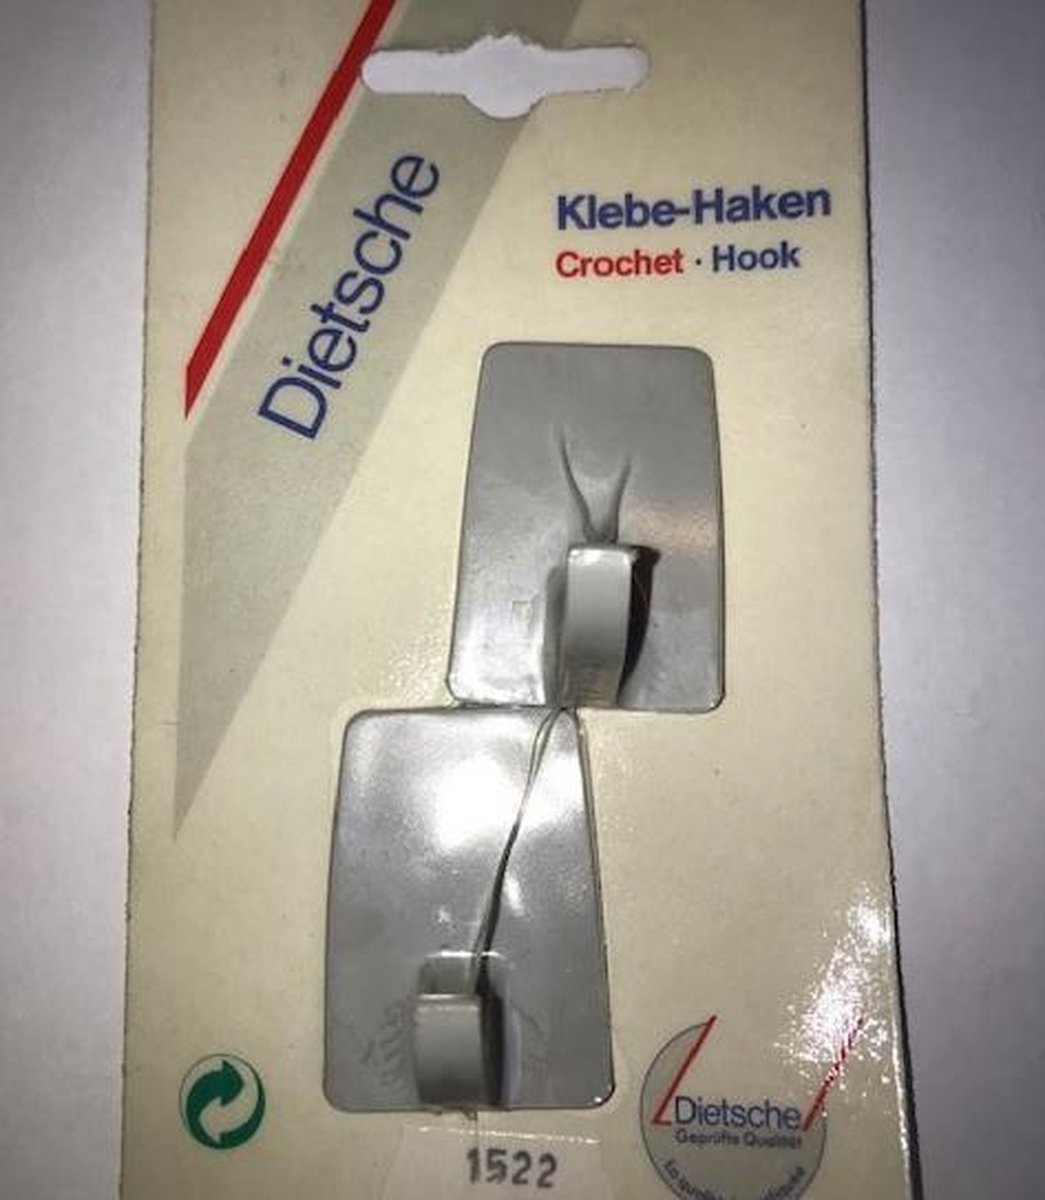 Dietsche
Klebe-Haken
Crochet · Hook
Dietsche
Geprüfte Qualität
1522